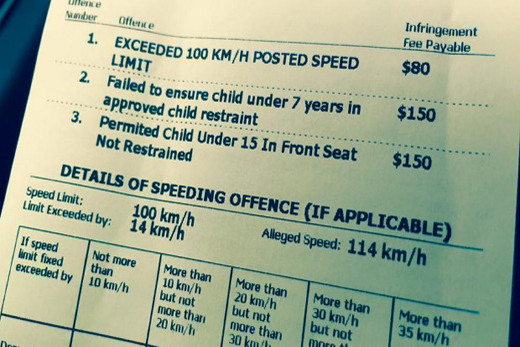 Offence Offence Infringement
Number Fee Payable
1. EXCEEDED 100 KM/H POSTED SPEED $80
LIMIT
2. Failed to ensure child under 7 years in $150
approved child restraint
3. Permited Child Under 15 In Front Seat $150
Not Restrained
DETAILS OF SPEEDING OFFENCE (IF APPLICABLE)
Speed Limit: 100 km/h
Limit Exceeded by: 14 km/h Alleged Speed: 114 km/h
If speed
limit fixed
exceeded by
Not more
than
10 km/h
More than
10 km/h
but not
more than
20 km/h
More than
20 km/h
but not
more than
30 km/h
More than
30 km/h
but not
more than
More than
35 km/h